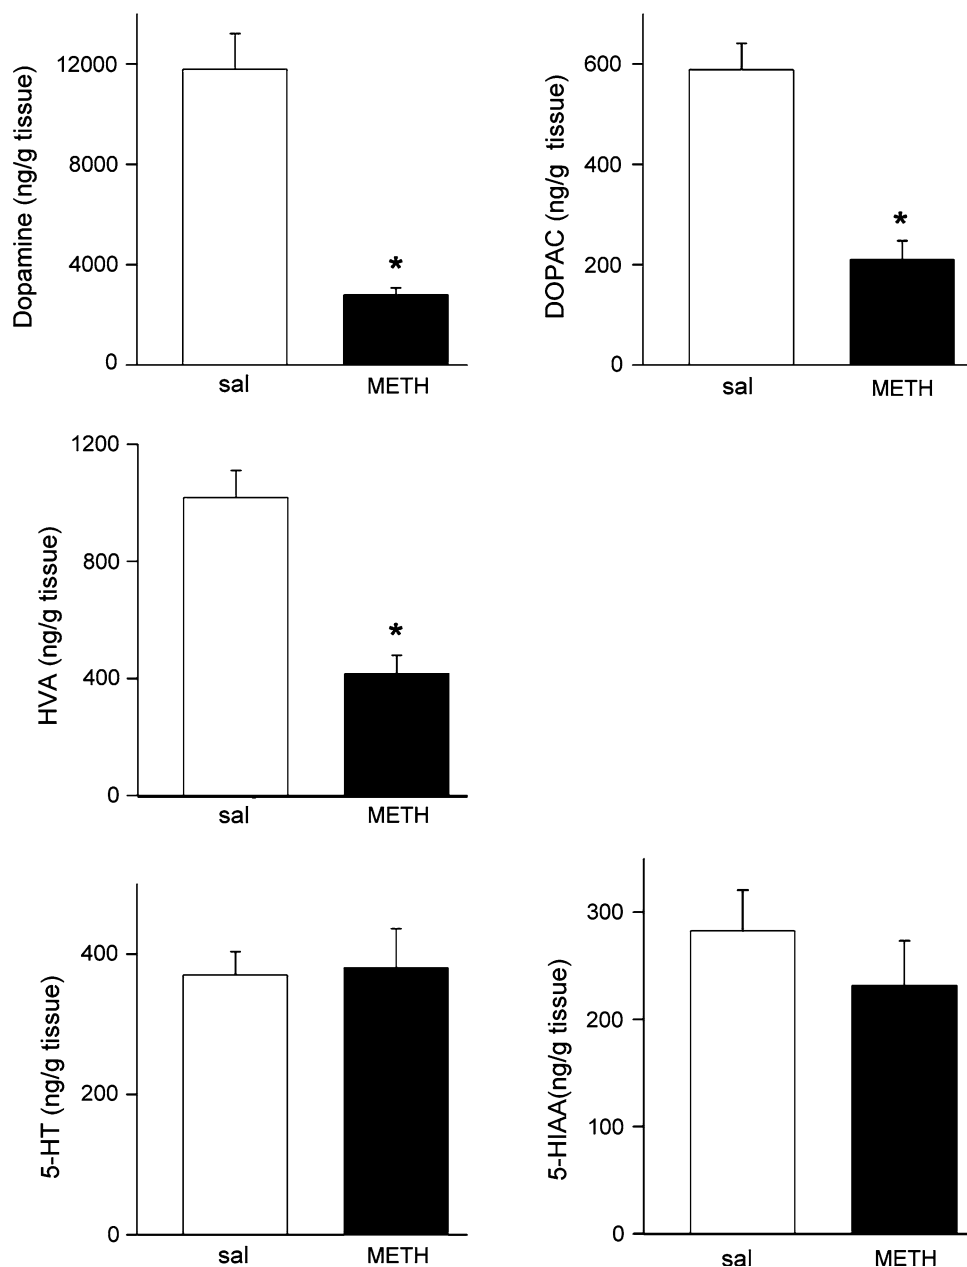 Dopamine (ng/g tissue)
12000
8000
4000
0
*
sal
METH
DOPAC (ng/g tissue)
600
400
200
0
*
sal
METH
HVA (ng/g tissue)
1200
800
400
0
*
sal
METH
5-HT (ng/g tissue)
400
200
0
sal
METH
5-HIAA(ng/g tissue)
300
200
100
0
sal
METH